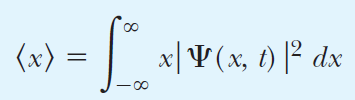 ⟨x⟩ = ∫_{-∞}^{∞} x|Ψ(x, t)|² dx